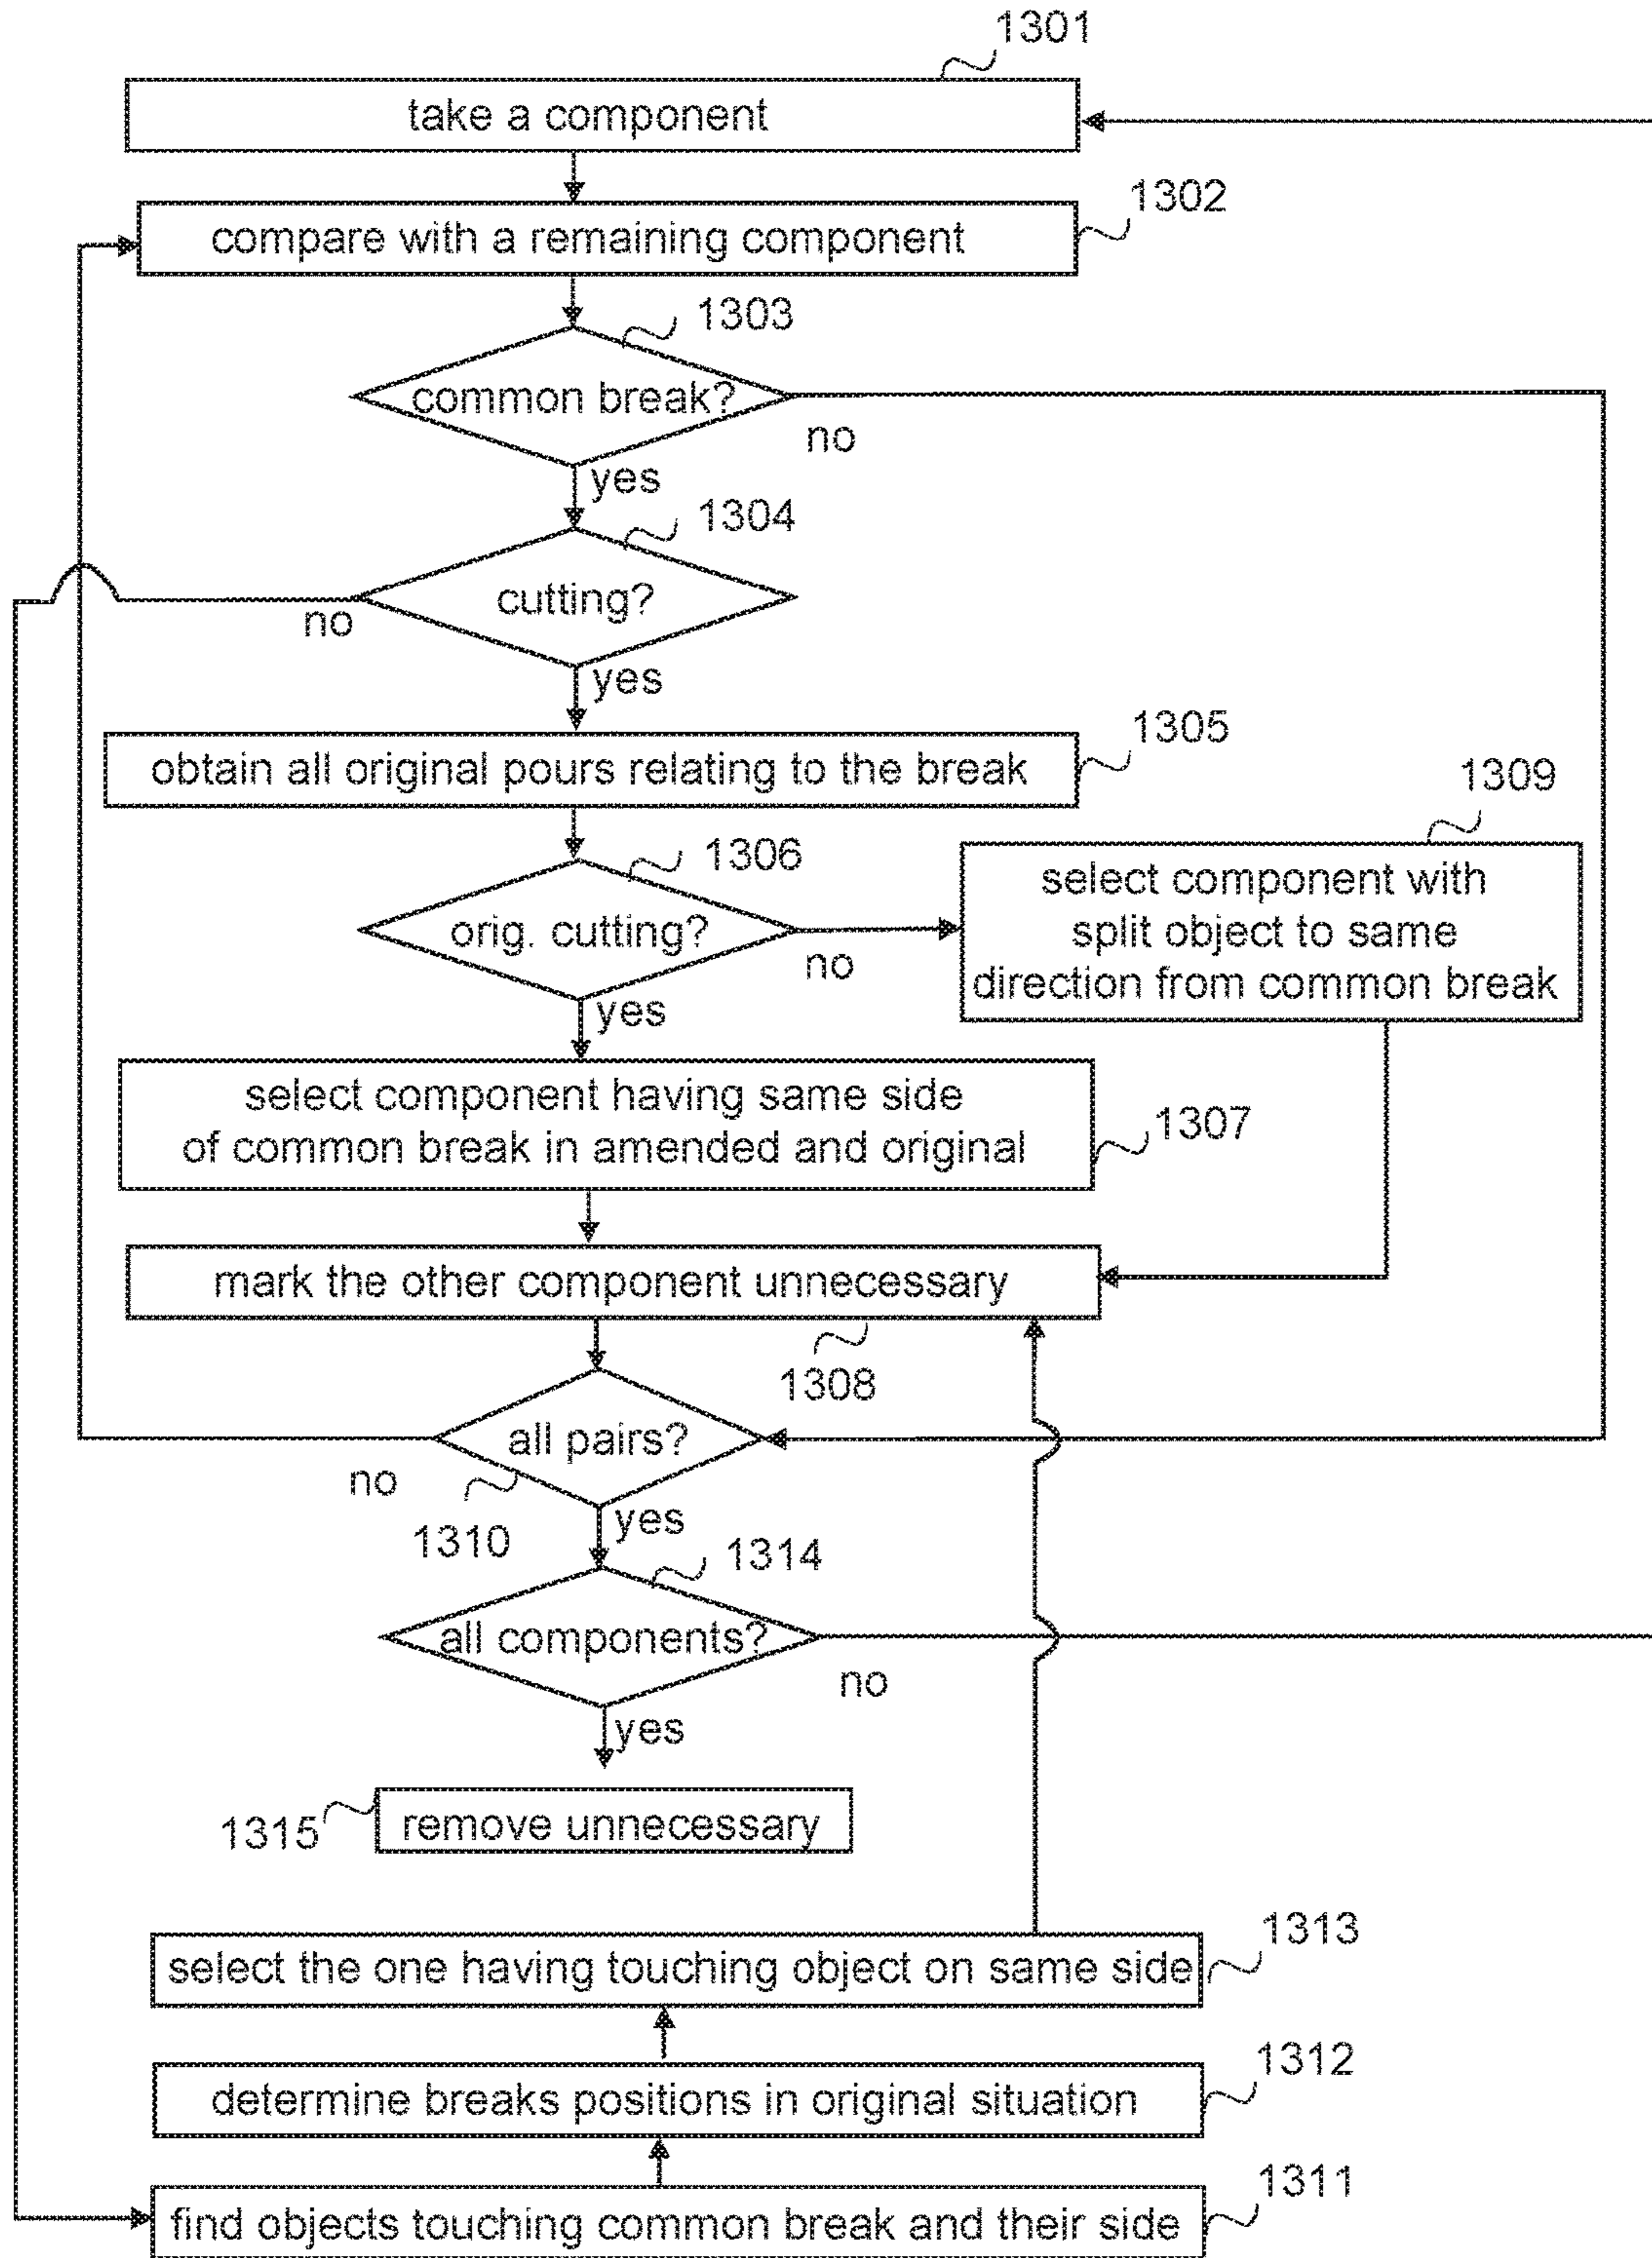 1301
take a component
1302
compare with a remaining component
1303
common break?
no
yes
1304
cutting?
no
yes
1305
obtain all original pours relating to the break
1309
1306
select component with
split object to same
direction from common break
orig. cutting?
no
yes
select component having same side
of common break in amended and original
1307
mark the other component unnecessary
1308
all pairs?
no
yes
1310
1314
all components?
no
yes
1315
remove unnecessary
1313
select the one having touching object on same side
1312
determine breaks positions in original situation
1311
find objects touching common break and their side